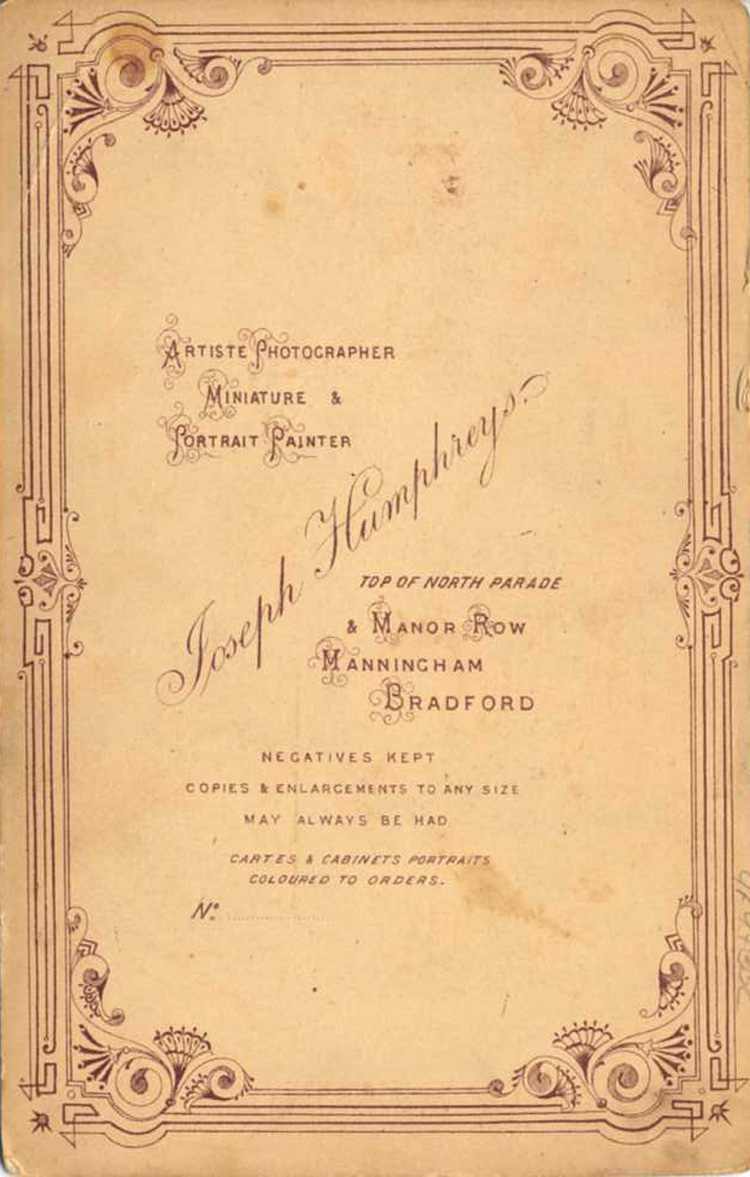 ARTISTE PHOTOGRAPHER
MINIATURE &
PORTRAIT PAINTER
Joseph Humphreys.
TOP OF NORTH PARADE
& MANOR ROW
MANNINGHAM
BRADFORD
NEGATIVES KEPT
COPIES & ENLARGEMENTS TO ANY SIZE
MAY ALWAYS BE HAD
CARTES & CABINETS PORTRAITS
COLOURED TO ORDERS.
No.